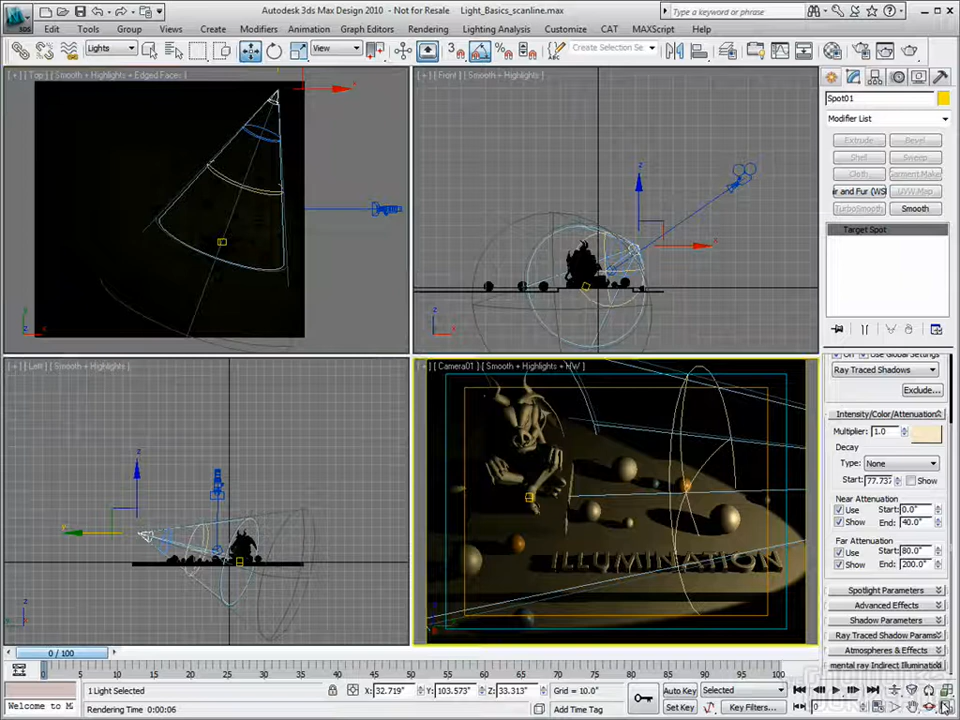 Autodesk 3ds Max Design 2010 - Not for Resale Light_Basics_scanline.max
Type a keyword or phrase
Edit Tools Group Views Create Modifiers Animation Graph Editors Rendering Lighting Analysis Customize CAT MAXScript Help
Lights View Create Selection Se
[ + ] [ Top ] [ Smooth + Highlights + Edged Faces ]
[ + ] [ Front ] [ Smooth + Highlights ]
Spot01
Modifier List
Extrude Bevel
Shell Sweep
Cloth Garment Maker
ir and Fur (WS UVW Map
TurboSmooth Smooth
Target Spot
[ + ] [ Left ] [ Smooth + Highlights ]
[ + ] [ Camera01 ] [ Smooth + Highlights + HW ]
ILLUMINATION
On Use Global Settings
Ray Traced Shadows
Exclude...
Intensity/Color/Attenuation
Multiplier: 1.0
Decay
Type: None
Start: 77.737 Show
Near Attenuation
Use Start: 0.0"
Show End: 40.0"
Far Attenuation
Use Start: 80.0"
Show End: 200.0"
Spotlight Parameters
Advanced Effects
Shadow Parameters
Ray Traced Shadow Params
Atmospheres & Effects
mental ray Indirect Illumination
0 / 100
0 5 10 15 20 25 30 35 40 45 50 55 60 65 70 75 80 85 90 95 100
1 Light Selected X: 32.719" Y: 103.573" Z: 33.313" Grid = 10.0" Auto Key Selected
Welcome to M Rendering Time 0:00:06 Add Time Tag Set Key Key Filters... 0